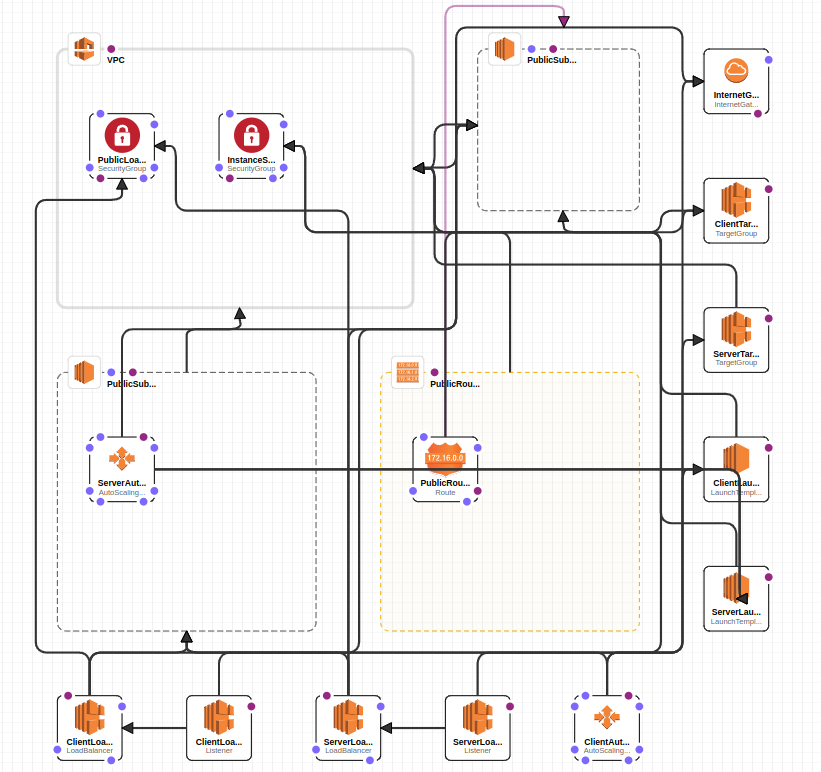 VPC
PublicSub...
InternetG...
InternetGat...
PublicLoa...
SecurityGroup
InstanceS...
SecurityGroup
ClientTar...
TargetGroup
ServerTar...
TargetGroup
PublicSub...
PublicRou...
172.16.0.0
ServerAut...
AutoScaling...
PublicRou...
Route
ClientLau...
LaunchTempl...
ServerLau...
LaunchTempl...
ClientLoa...
LoadBalancer
ClientLoa...
Listener
ServerLoa...
LoadBalancer
ServerLoa...
Listener
ClientAut...
AutoScaling...